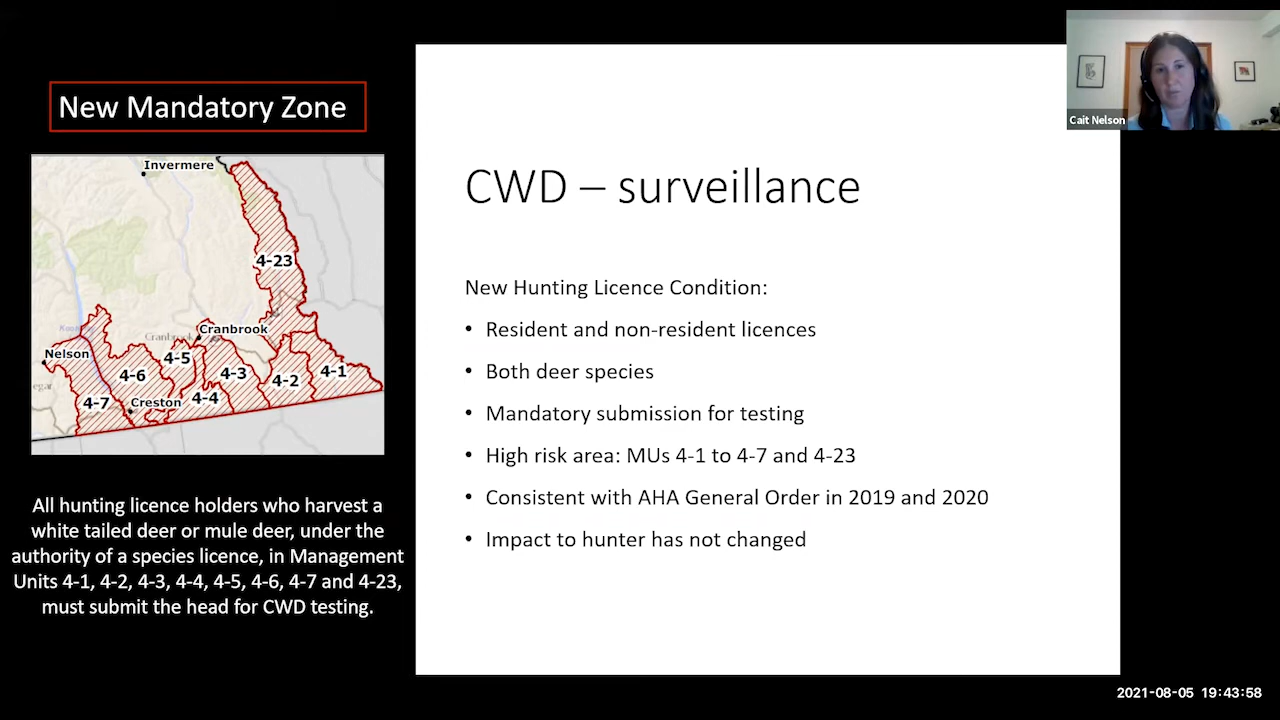 New Mandatory Zone
Invermere
4-23
Cranbrook
Cranbrook
Nelson
4-5
4-6
4-3
4-2
4-1
4-7
Creston
4-4
All hunting licence holders who harvest a
white tailed deer or mule deer, under the
authority of a species licence, in Management
Units 4-1, 4-2, 4-3, 4-4, 4-5, 4-6, 4-7 and 4-23,
must submit the head for CWD testing.
CWD – surveillance
New Hunting Licence Condition:
• Resident and non-resident licences
• Both deer species
• Mandatory submission for testing
• High risk area: MUs 4-1 to 4-7 and 4-23
• Consistent with AHA General Order in 2019 and 2020
• Impact to hunter has not changed
Cait Nelson
2021-08-05 19:43:58